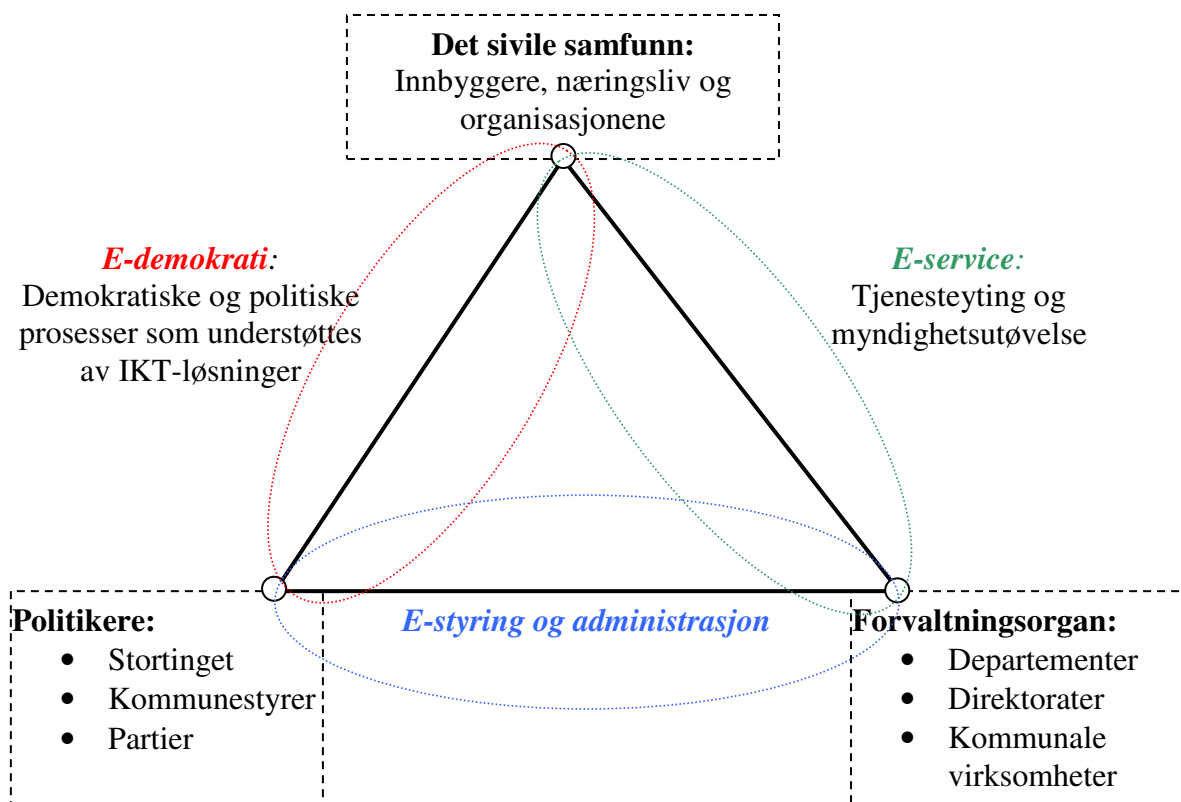 Det sivile samfunn:
Innbyggere, næringsliv og
organisasjonene
E-demokrati:
Demokratiske og politiske
prosesser som understøttes
av IKT-løsninger
E-service:
Tjenesteyting og
myndighetsutøvelse
Politikere:
• Stortinget
• Kommunestyrer
• Partier
E-styring og administrasjon
Forvaltningsorgan:
• Departementer
• Direktorater
• Kommunale
virksomheter